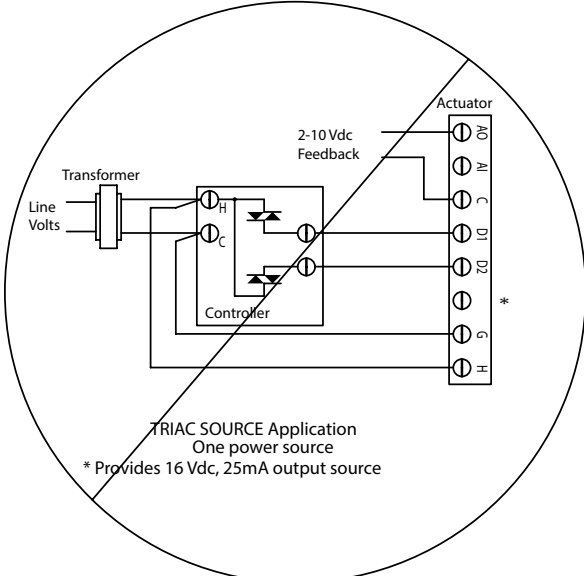 Actuator
2-10 Vdc
Feedback
AO
AI
C
D1
D2
*
G
H
Transformer
Line
Volts
H
C
Controller
TRIAC SOURCE Application
One power source
* Provides 16 Vdc, 25mA output source